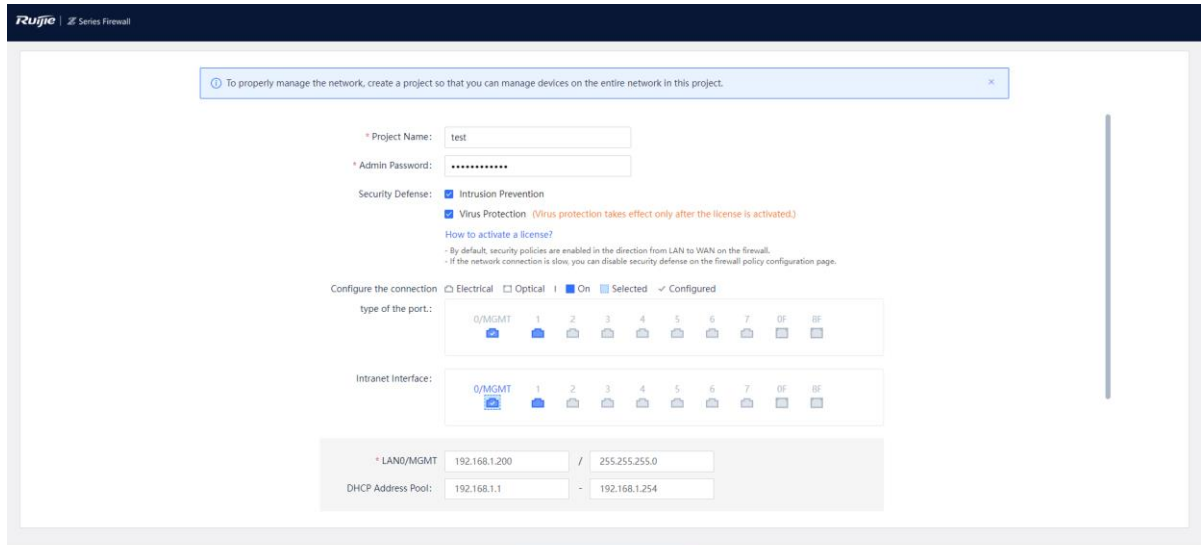 Ruijie | Z Series Firewall
To properly manage the network, create a project so that you can manage devices on the entire network in this project.
* Project Name: test
* Admin Password: ••••••••••••
Security Defense: Intrusion Prevention
Virus Protection (Virus protection takes effect only after the license is activated.)
How to activate a license?
- By default, security policies are enabled in the direction from LAN to WAN on the firewall.
- If the network connection is slow, you can disable security defense on the firewall policy configuration page.
Configure the connection Electrical Optical | On Selected ✓ Configured
type of the port.:
0/MGMT 1 2 3 4 5 6 7 0F 8F
Intranet Interface:
0/MGMT 1 2 3 4 5 6 7 0F 8F
* LAN0/MGMT 192.168.1.200 / 255.255.255.0
DHCP Address Pool: 192.168.1.1 - 192.168.1.254